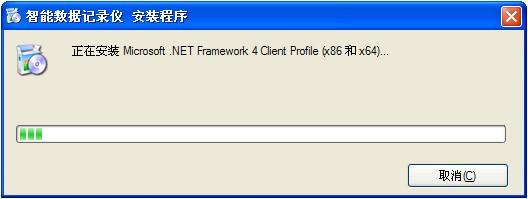 智能数据记录仪 安装程序
正在安装 Microsoft .NET Framework 4 Client Profile (x86 和 x64)...
取消(C)